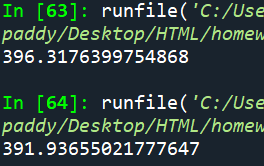 In [63]: runfile('C:/Use
paddy/Desktop/HTML/homew
396.3176399754868
In [64]: runfile('C:/Use
paddy/Desktop/HTML/homew
391.93655021777647